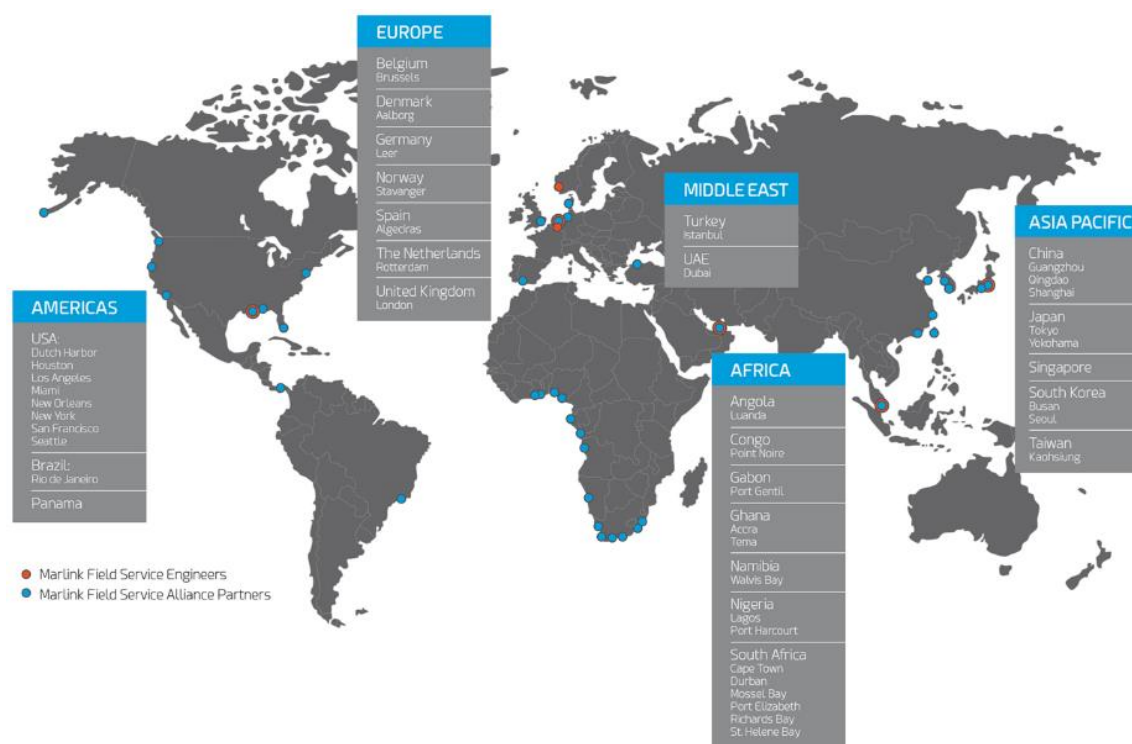 EUROPE
Belgium
Brussels
Denmark
Aalborg
Germany
Leer
Norway
Stavanger
Spain
Algeciras
The Netherlands
Rotterdam
United Kingdom
London
MIDDLE EAST
Turkey
Istanbul
UAE
Dubai
ASIA PACIFIC
China
Guangzhou
Qingdao
Shanghai
Japan
Tokyo
Yokohama
Singapore
South Korea
Busan
Seoul
Taiwan
Kaohsiung
AMERICAS
USA:
Dutch Harbor
Houston
Los Angeles
Miami
New Orleans
New York
San Francisco
Seattle
Brazil:
Rio de Janeiro
Panama
AFRICA
Angola
Luanda
Congo
Point Noire
Gabon
Port Gentil
Ghana
Accra
Tema
Namibia
Walvis Bay
Nigeria
Lagos
Port Harcourt
South Africa
Cape Town
Durban
Mossel Bay
Port Elizabeth
Richards Bay
St. Helene Bay
Marlink Field Service Engineers
Marlink Field Service Alliance Partners